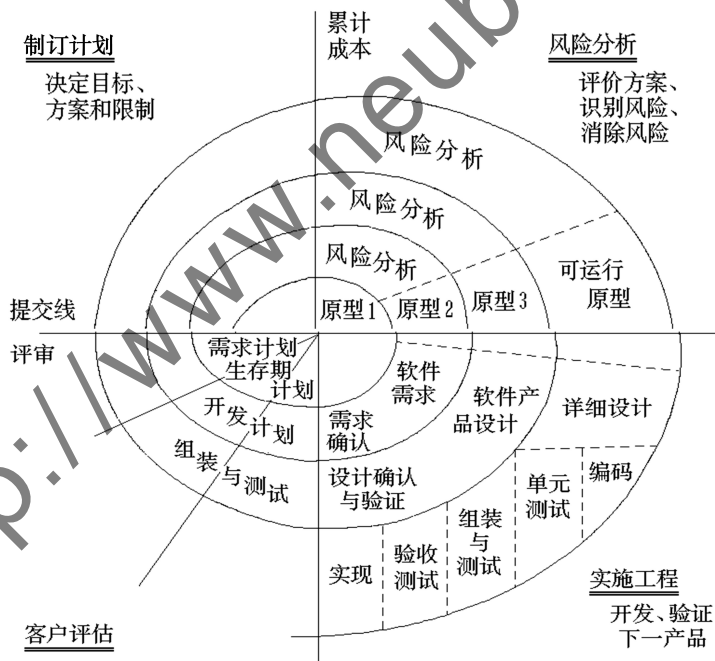 制订计划
决定目标、
方案和限制
累计
成本
风险分析
评价方案、
识别风险、
消除风险
风险分析
风险分析
风险分析
可运行
原型
提交线
原型1
原型2
原型3
评审
需求计划
生存期
计划
软件
需求
软件产
品设计
详细设计
开发计划
需求
确认
组装与测试
设计确认
与验证
单元
测试
编码
组装
与
测试
实现
验收
测试
实施工程
开发、验证
下一产品
客户评估
p://www.neub